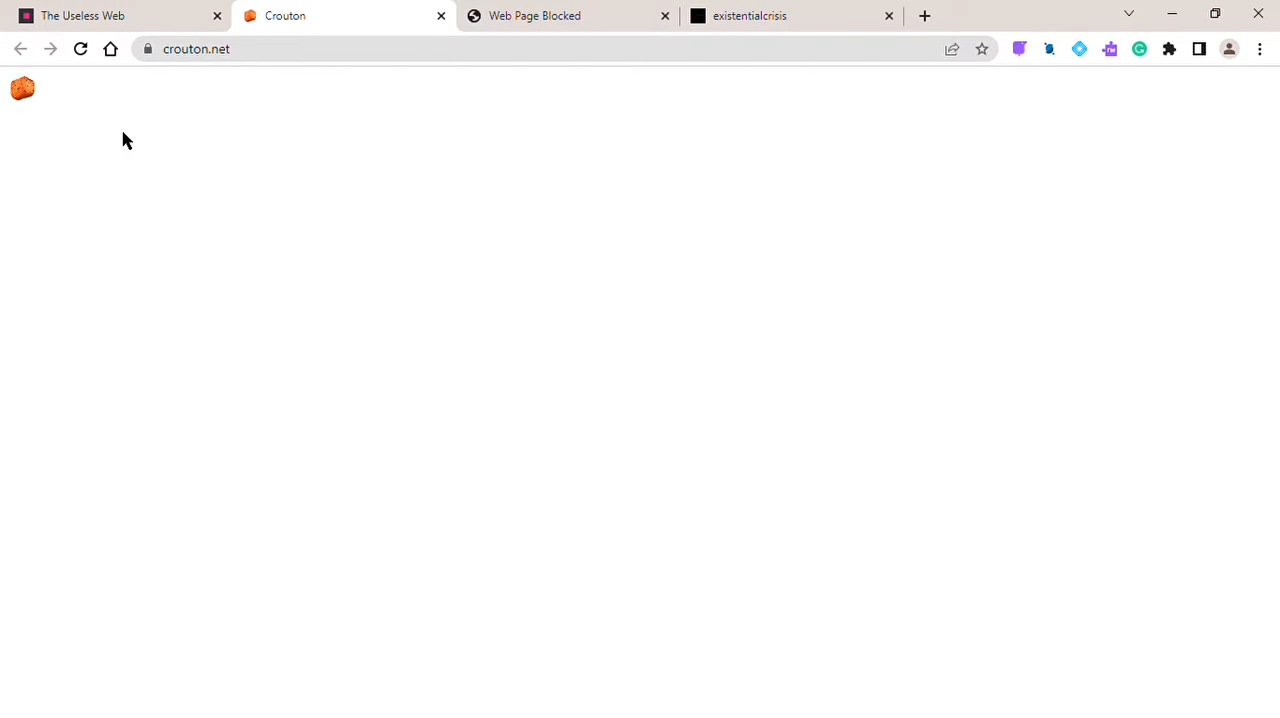 The Useless Web
Crouton
Web Page Blocked
existentialcrisis
crouton.net